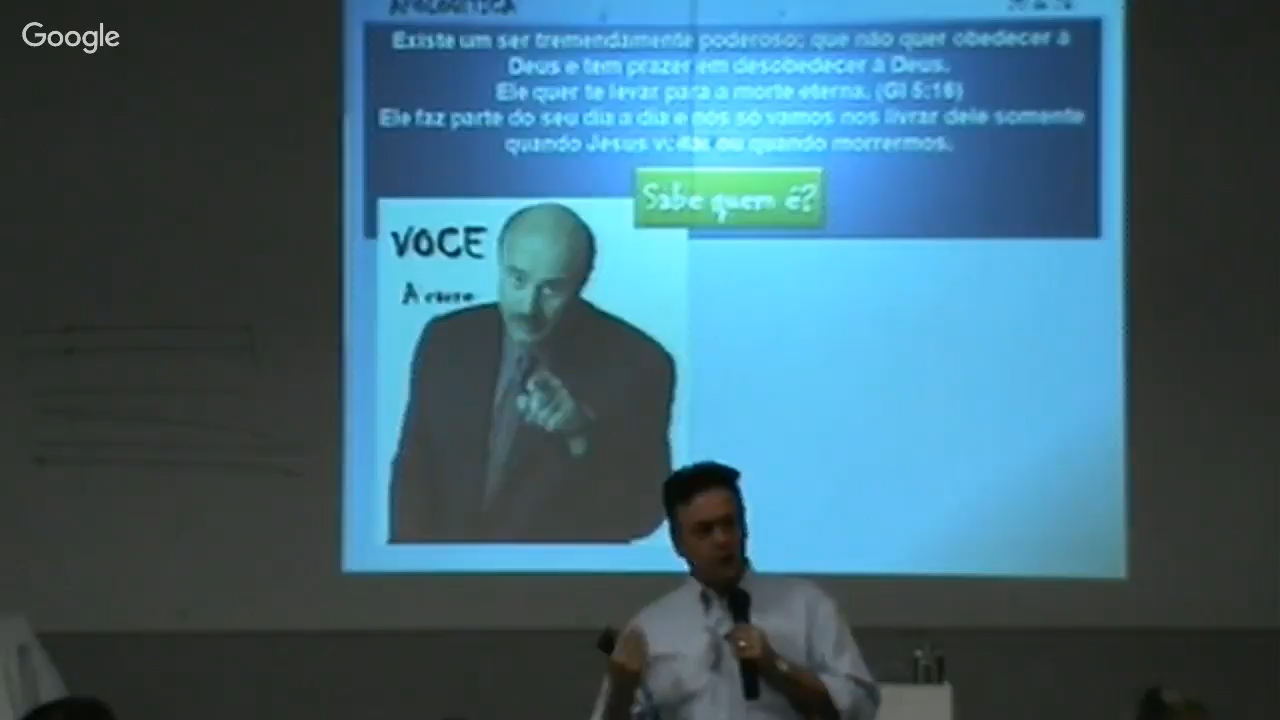 Google
APOLOGÉTICA
Existe um ser tremendamente poderoso; que não quer obedecer à
Deus e tem prazer em desobedecer à Deus.
Ele quer te levar para a morte eterna. (Gl 5:16)
Ele faz parte do seu dia a dia e nós só vamos nos livrar dele somente
quando Jesus voltar ou quando morrermos.
Sabe quem é?
VOCE
A carne